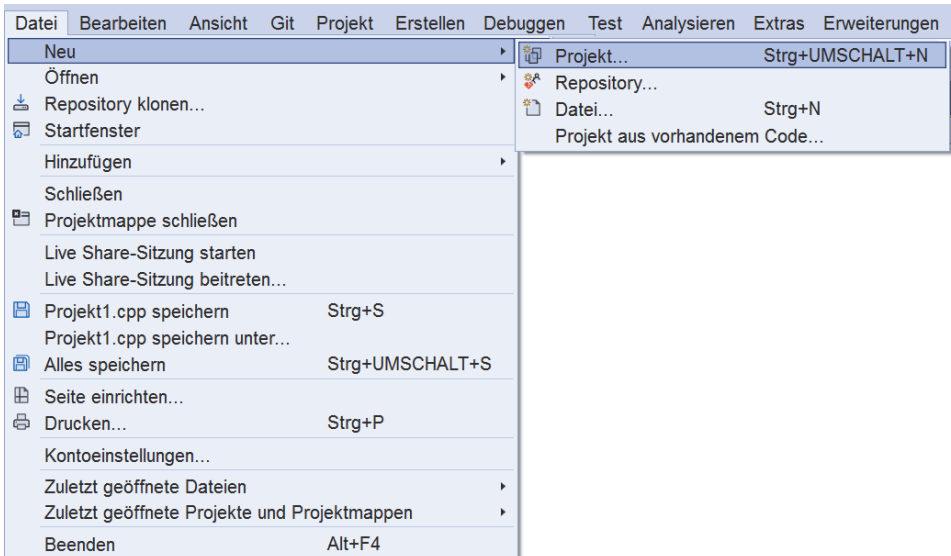 Datei Bearbeiten Ansicht Git Projekt Erstellen Debuggen Test Analysieren Extras Erweiterungen
Neu
Öffnen
Repository klonen...
Startfenster
Hinzufügen
Schließen
Projektmappe schließen
Live Share-Sitzung starten
Live Share-Sitzung beitreten...
Projekt1.cpp speichern Strg+S
Projekt1.cpp speichern unter...
Alles speichern Strg+UMSCHALT+S
Seite einrichten...
Drucken... Strg+P
Kontoeinstellungen...
Zuletzt geöffnete Dateien
Zuletzt geöffnete Projekte und Projektmappen
Beenden Alt+F4
Projekt... Strg+UMSCHALT+N
Repository...
Datei... Strg+N
Projekt aus vorhandenem Code...